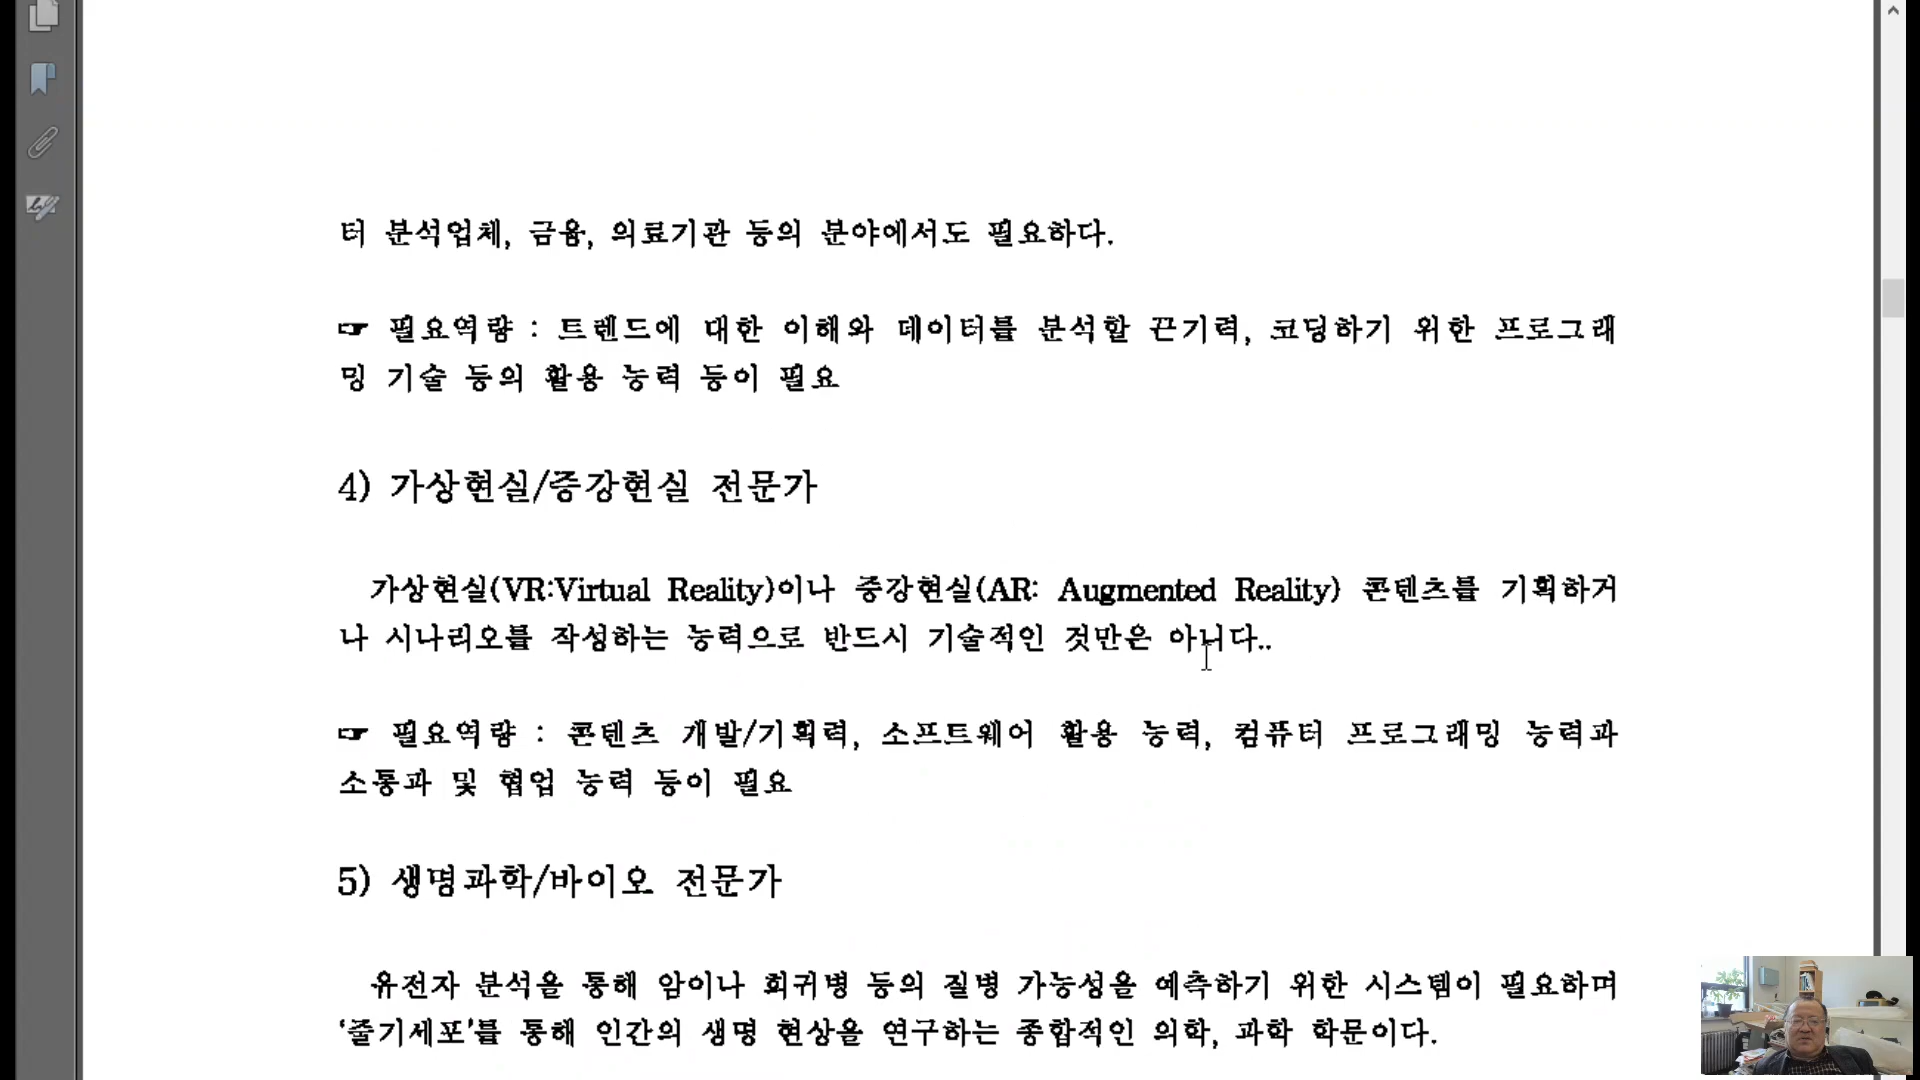 터 분석업체, 금융, 의료기관 등의 분야에서도 필요하다.
☞ 필요역량 : 트렌드에 대한 이해와 데이터를 분석할 끈기력, 코딩하기 위한 프로그래
밍 기술 등의 활용 능력 등이 필요
4) 가상현실/증강현실 전문가
가상현실(VR:Virtual Reality)이나 증강현실(AR: Augmented Reality) 콘텐츠를 기획하거
나 시나리오를 작성하는 능력으로 반드시 기술적인 것만은 아니다..
☞ 필요역량 : 콘텐츠 개발/기획력, 소프트웨어 활용 능력, 컴퓨터 프로그래밍 능력과
소통과 및 협업 능력 등이 필요
5) 생명과학/바이오 전문가
유전자 분석을 통해 암이나 희귀병 등의 질병 가능성을 예측하기 위한 시스템이 필요하며
'줄기세포'를 통해 인간의 생명 현상을 연구하는 종합적인 의학, 과학 학문이다.